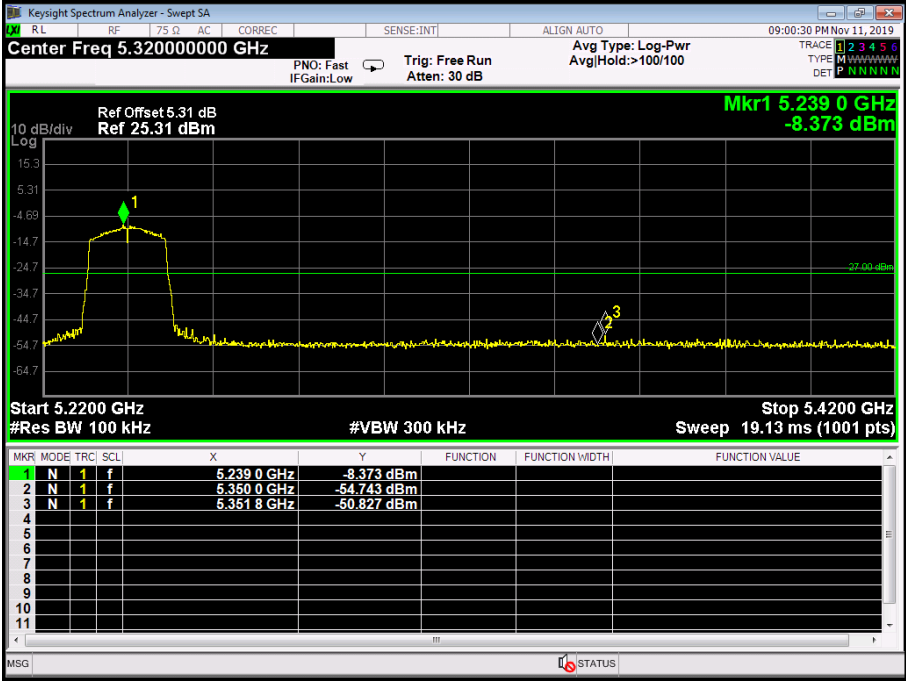 Keysight Spectrum Analyzer - Swept SA
LXI RL RF 75 Ω AC CORREC SENSE:INT ALIGN AUTO 09:00:30 PM Nov 11, 2019
Center Freq 5.320000000 GHz
PNO: Fast
IFGain:Low
Trig: Free Run
Atten: 30 dB
Avg Type: Log-Pwr
Avg|Hold:>100/100
TRACE 1 2 3 4 5 6
TYPE M W W W W W
DET P N N N N N
Mkr1 5.239 0 GHz
-8.373 dBm
Ref Offset 5.31 dB
10 dB/div Ref 25.31 dBm
Log
15.3
5.31
-4.69
-14.7
-24.7
-34.7
-44.7
-54.7
-64.7
1
-27.00 dBm
2
3
Start 5.2200 GHz Stop 5.4200 GHz
#Res BW 100 kHz #VBW 300 kHz Sweep 19.13 ms (1001 pts)
MKR MODE TRC SCL X Y FUNCTION FUNCTION WIDTH FUNCTION VALUE
1 N 1 f 5.239 0 GHz -8.373 dBm
2 N 1 f 5.350 0 GHz -54.743 dBm
3 N 1 f 5.351 8 GHz -50.827 dBm
4
5
6
7
8
9
10
11
MSG STATUS